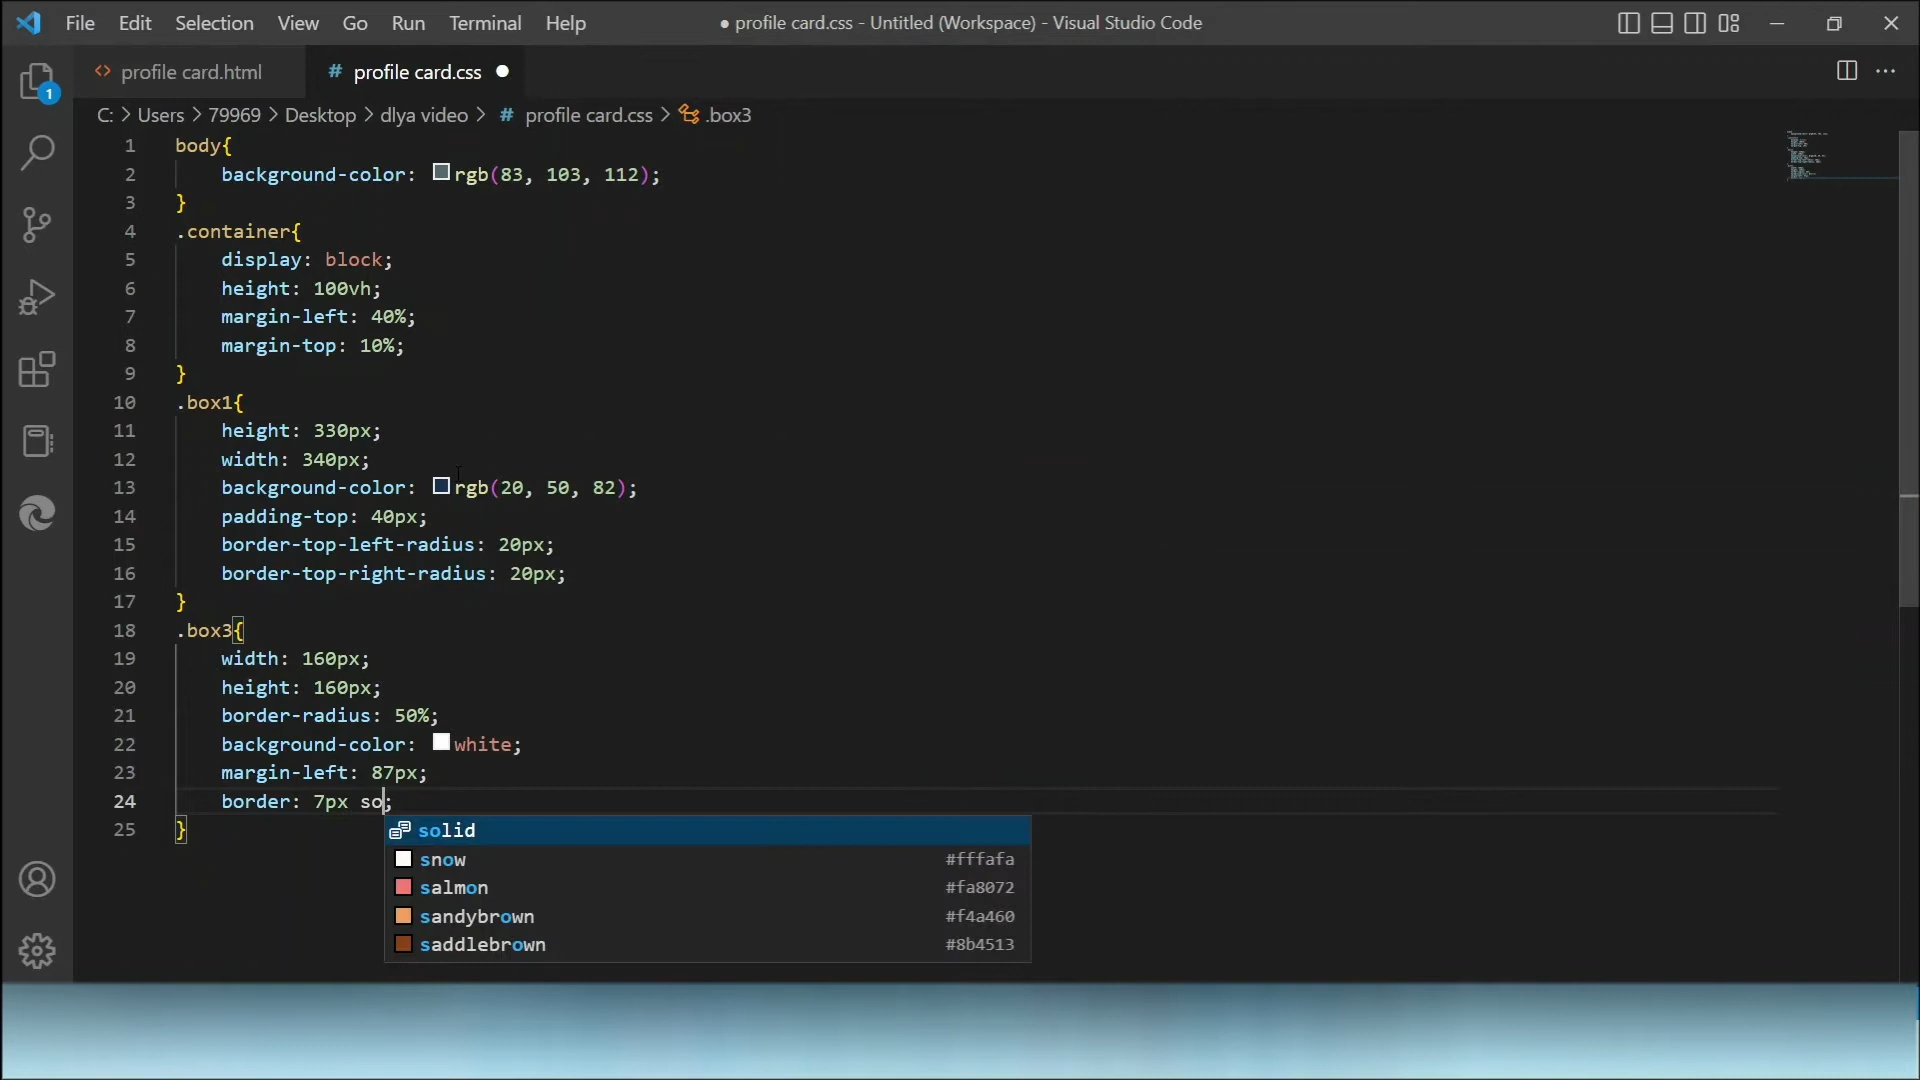 File Edit Selection View Go Run Terminal Help ● profile card.css - Untitled (Workspace) - Visual Studio Code
<> profile card.html # profile card.css ●
C: > Users > 79969 > Desktop > dlya video > # profile card.css > .box3
1
1 body{
2 background-color: rgb(83, 103, 112);
3 }
4 .container{
5 display: block;
6 height: 100vh;
7 margin-left: 40%;
8 margin-top: 10%;
9 }
10 .box1{
11 height: 330px;
12 width: 340px;
13 background-color: rgb(20, 50, 82);
14 padding-top: 40px;
15 border-top-left-radius: 20px;
16 border-top-right-radius: 20px;
17 }
18 .box3{
19 width: 160px;
20 height: 160px;
21 border-radius: 50%;
22 background-color: white;
23 margin-left: 87px;
24 border: 7px so;
25 }
solid
snow #fffafa
salmon #fa8072
sandybrown #f4a460
saddlebrown #8b4513